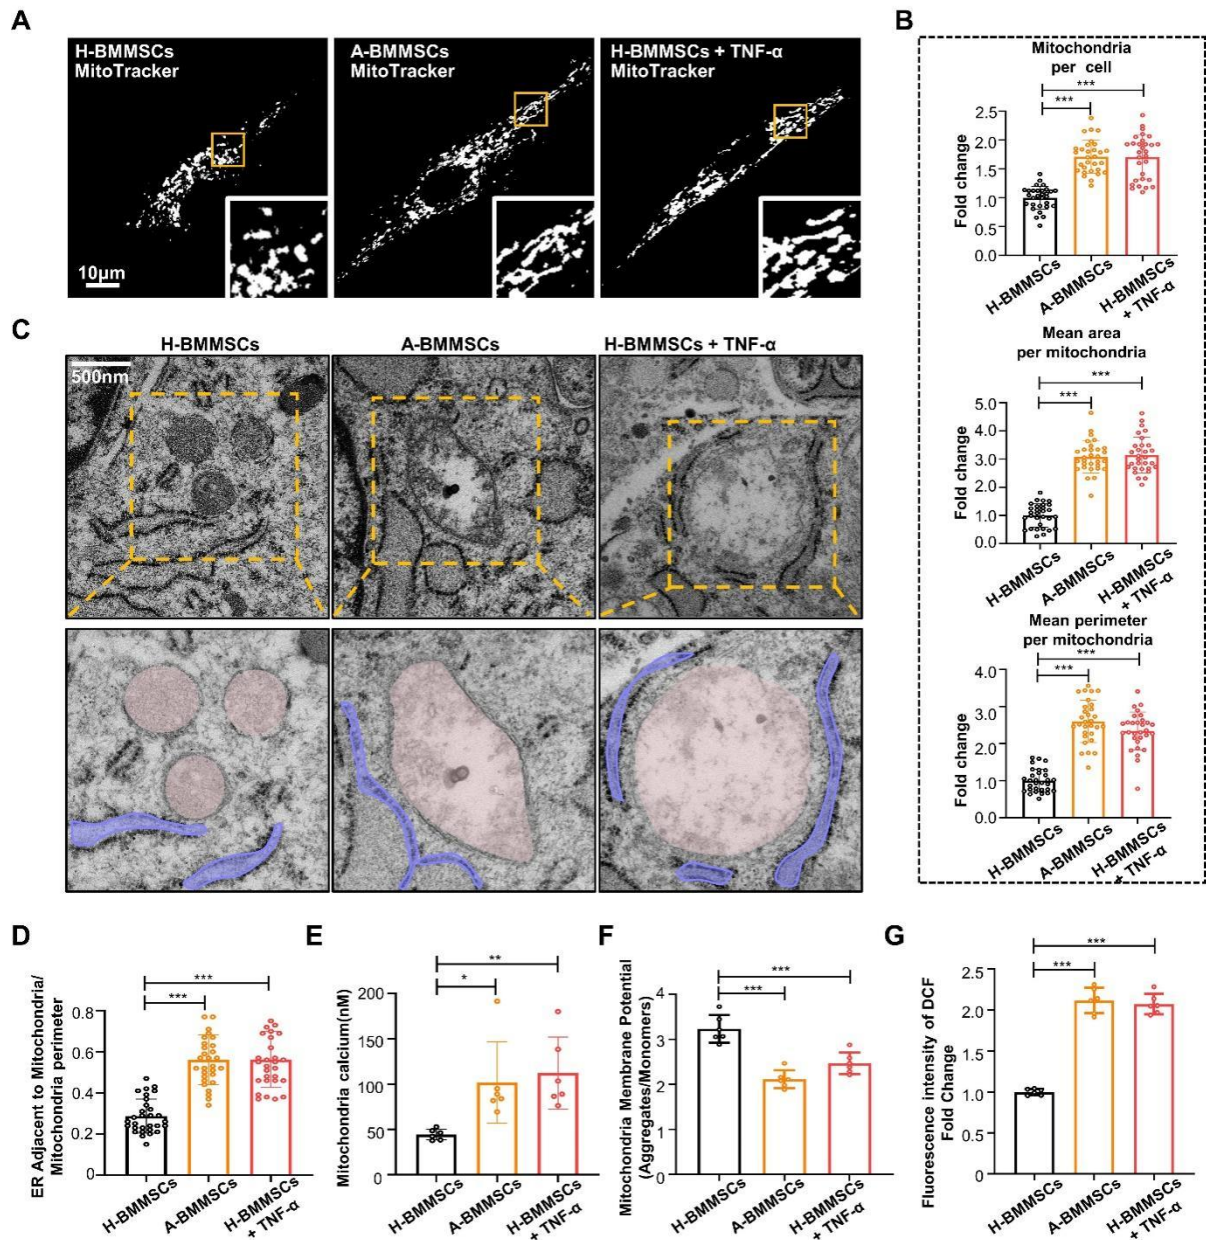 A
H-BMMSCs
MitoTracker
A-BMMSCs
MitoTracker
H-BMMSCs + TNF-α
MitoTracker
10μm
B
Mitochondria
per cell
***
***
Fold change
2.5
2.0
1.5
1.0
0.5
0.0
H-BMMSCs
A-BMMSCs
H-BMMSCs
+ TNF-α
Mean area
per mitochondria
***
***
Fold change
5.0
4.0
3.0
2.0
1.0
0.0
H-BMMSCs
A-BMMSCs
H-BMMSCs
+ TNF-α
Mean perimeter
per mitochondria
***
***
Fold change
4.0
3.0
2.0
1.0
0.0
H-BMMSCs
A-BMMSCs
H-BMMSCs
+ TNF-α
C
H-BMMSCs
A-BMMSCs
H-BMMSCs + TNF-α
500nm
D
***
***
ER Adjacent to Mitochondria/
Mitochondria perimeter
0.8
0.6
0.4
0.2
0
H-BMMSCs
A-BMMSCs
H-BMMSCs
+ TNF-α
E
**
*
Mitochondria calcium(nM)
200
150
100
50
0
H-BMMSCs
A-BMMSCs
H-BMMSCs
+ TNF-α
F
***
***
Mitochondria Membrane Potential
(Aggregates/Monomers)
4
3
2
1
0
H-BMMSCs
A-BMMSCs
H-BMMSCs
+ TNF-α
G
***
***
Fluorescence intensity of DCF
Fold Change
2.5
2.0
1.5
1.0
0.5
0.0
H-BMMSCs
A-BMMSCs
H-BMMSCs
+ TNF-α